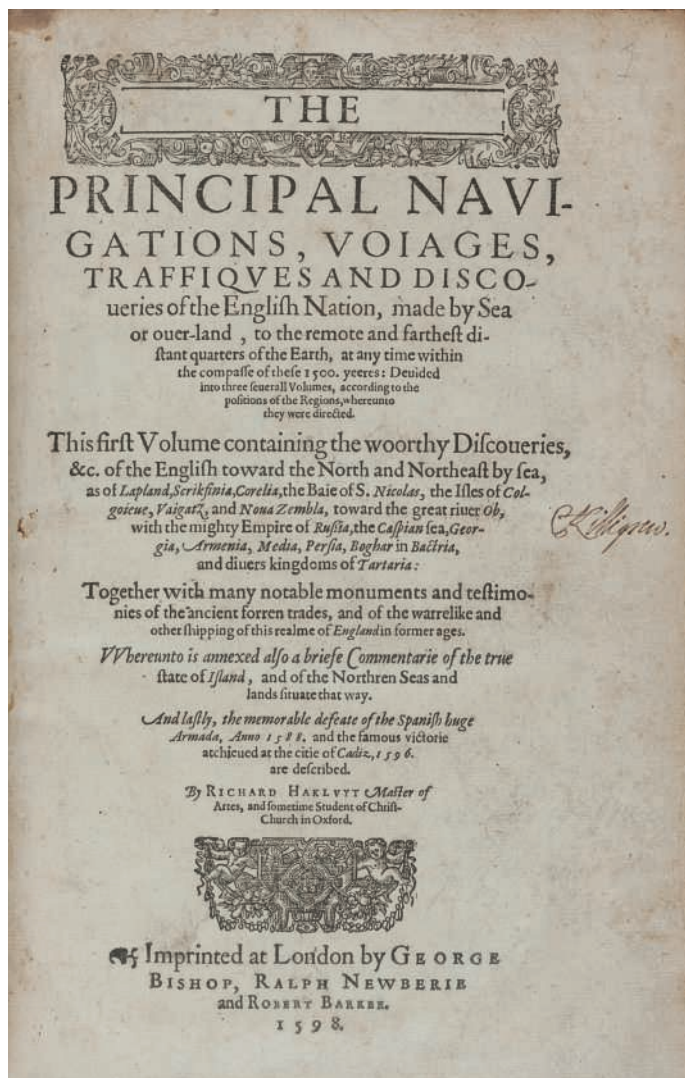 THE
PRINCIPAL NAVI-
GATIONS, VOIAGES,
TRAFFIQVES AND DISCO-
ueries of the Engliſh Nation, made by Sea
or ouer-land , to the remote and fartheſt di-
ſtant quarters of the Earth, at any time within
the compaſſe of theſe 1500. yeeres: Deuided
into three ſeuerall Volumes, according to the
poſitions of the Regions, whereunto
they were directed.
This firſt Volume containing the woorthy Diſcoueries,
&c. of the Engliſh toward the North and Northeaſt by ſea,
as of Lapland, Scrikfinia, Corelia, the Baie of S. Nicolas, the Iſles of Col-
goieue, Vaigatz, and Noua Zembla, toward the great riuer Ob,
with the mighty Empire of Ruſſia, the Caſpian ſea, Geor-
gia, Armenia, Media, Perſia, Boghar in Bactria,
and diuers kingdoms of Tartaria:
Together with many notable monuments and teſtimo-
nies of the ancient forren trades, and of the warrelike and
other ſhipping of this realme of England in former ages.
VVhereunto is annexed alſo a briefe Commentarie of the true
ſtate of Iſland, and of the Northren Seas and
lands ſituate that way.
And laſtly, the memorable defeate of the Spaniſh huge
Armada, Anno 1588. and the famous victorie
atchieued at the citie of Cadiz, 1596.
are deſcribed.
By RICHARD HAKLVYT Maſter of
Artes, and ſometime Student of Chriſt-
Church in Oxford.
Imprinted at London by GEORGE
BISHOP, RALPH NEWBERIE
and ROBERT BARKER.
1598.
CKilligrew.